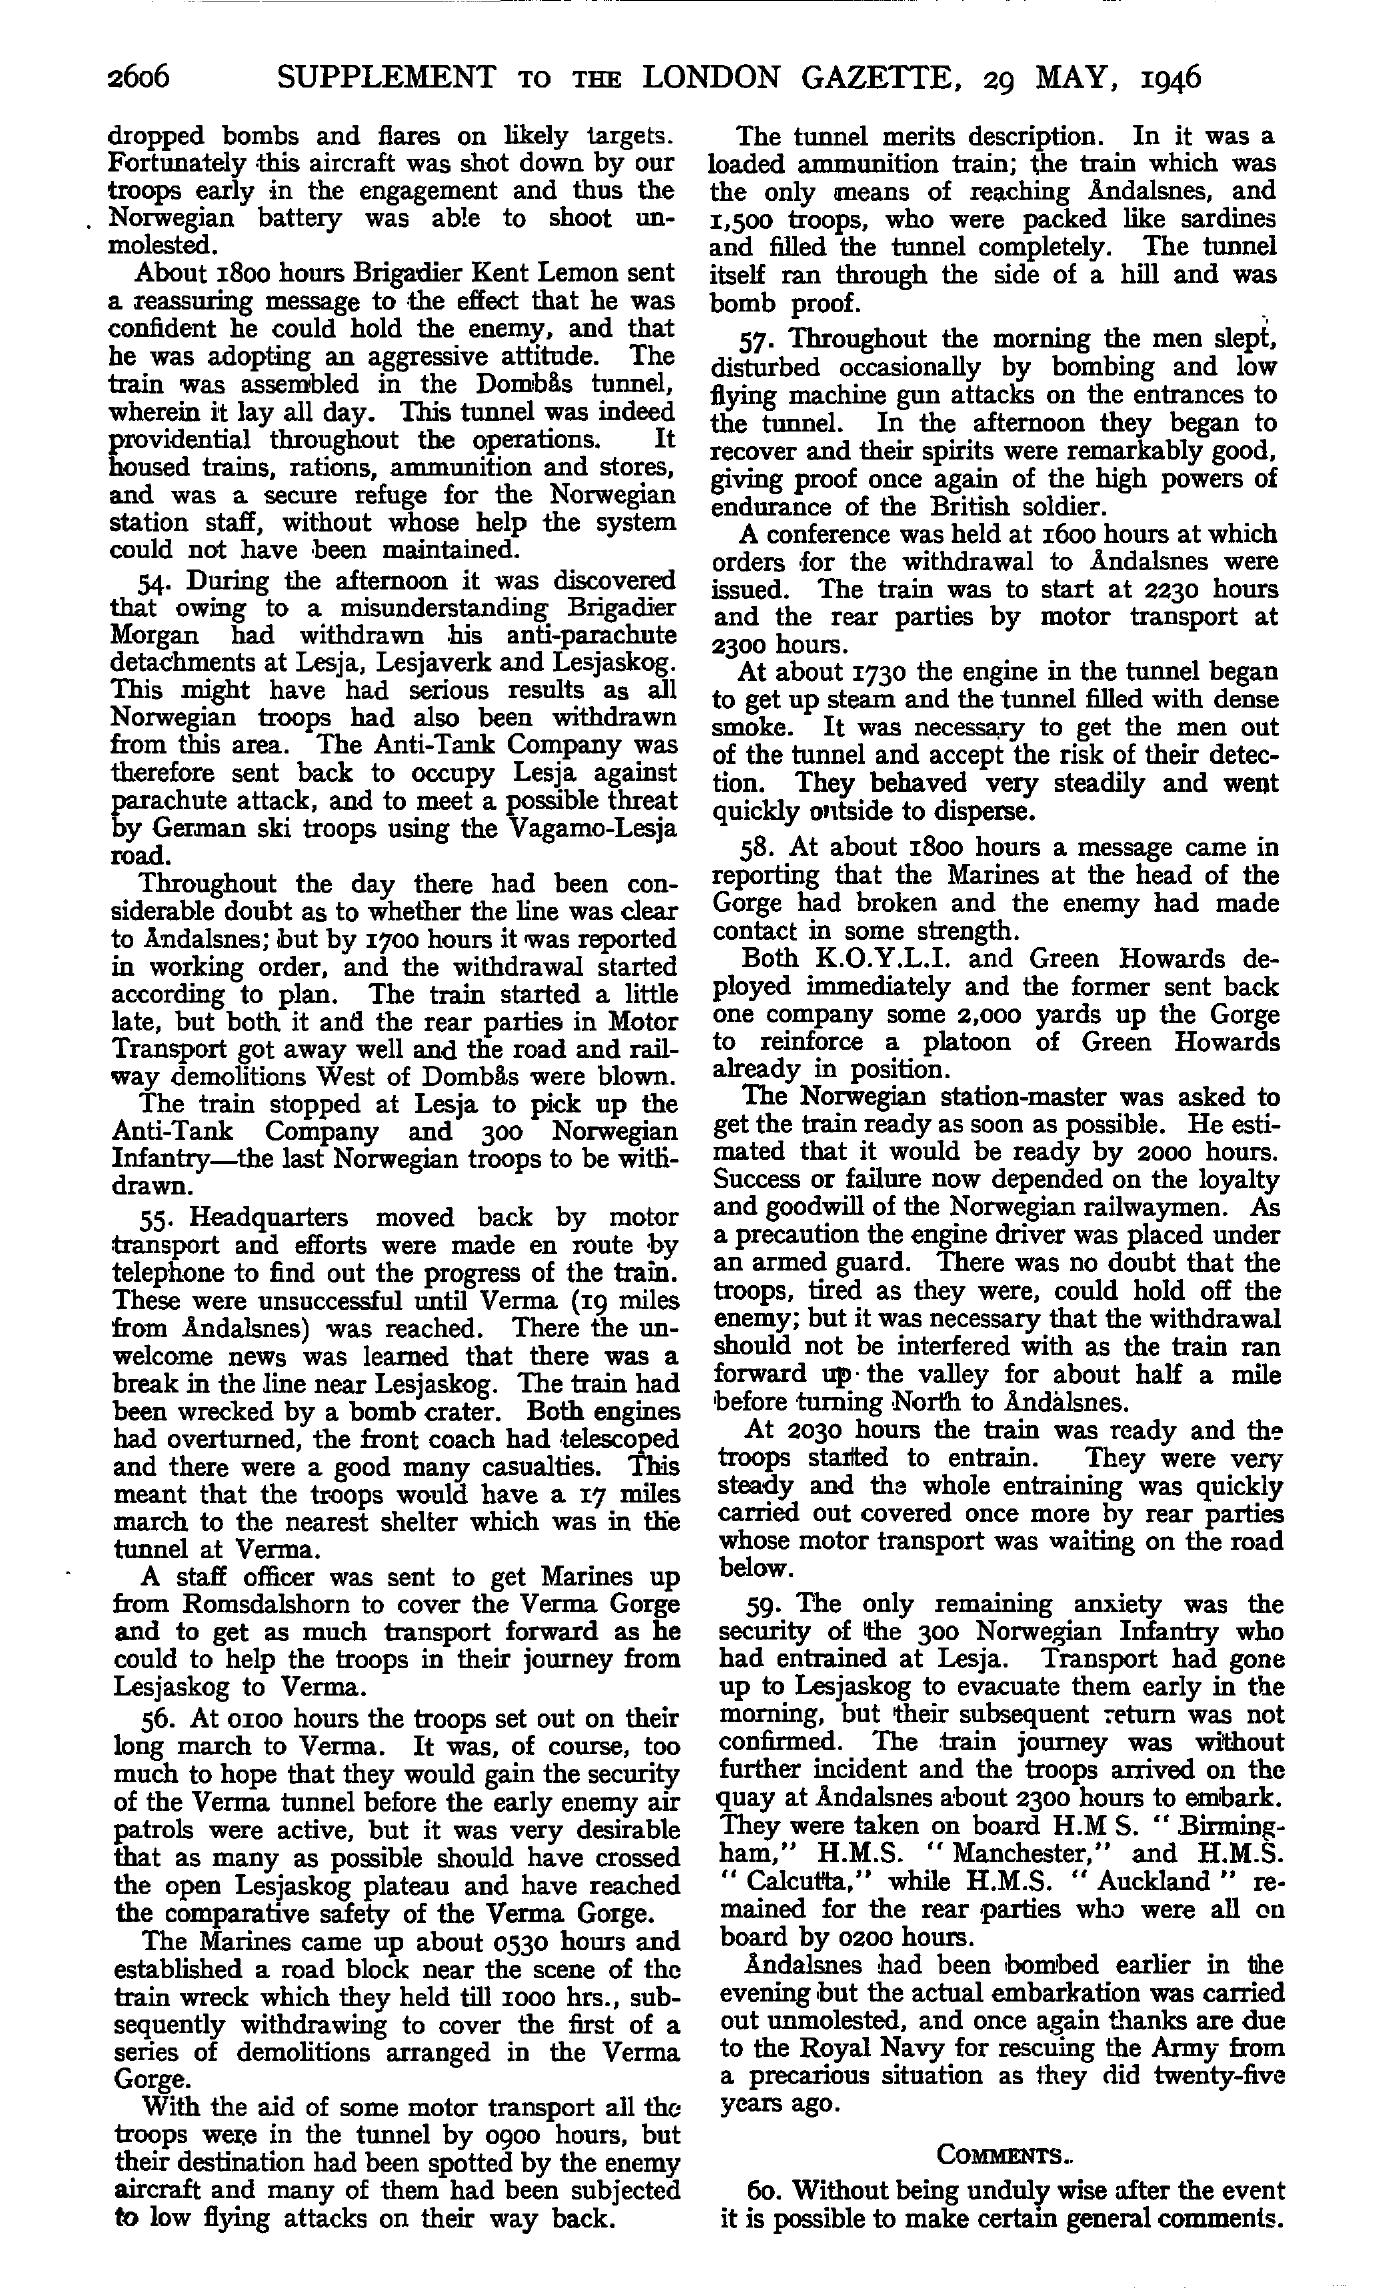 2606 SUPPLEMENT TO THE LONDON GAZETTE, 29 MAY, 1946
dropped bombs and flares on likely targets.
Fortunately this aircraft was shot down by our
troops early in the engagement and thus the
Norwegian battery was able to shoot un-
molested.
About 1800 hours Brigadier Kent Lemon sent
a reassuring message to the effect that he was
confident he could hold the enemy, and that
he was adopting an aggressive attitude. The
train was assembled in the Dombås tunnel,
wherein it lay all day. This tunnel was indeed
providential throughout the operations. It
housed trains, rations, ammunition and stores,
and was a secure refuge for the Norwegian
station staff, without whose help the system
could not have been maintained.
54. During the afternoon it was discovered
that owing to a misunderstanding Brigadier
Morgan had withdrawn his anti-parachute
detachments at Lesja, Lesjaverk and Lesjaskog.
This might have had serious results as all
Norwegian troops had also been withdrawn
from this area. The Anti-Tank Company was
therefore sent back to occupy Lesja against
parachute attack, and to meet a possible threat
by German ski troops using the Vagamo-Lesja
road.
Throughout the day there had been con-
siderable doubt as to whether the line was clear
to Åndalsnes; but by 1700 hours it was reported
in working order, and the withdrawal started
according to plan. The train started a little
late, but both it and the rear parties in Motor
Transport got away well and the road and rail-
way demolitions West of Dombås were blown.
The train stopped at Lesja to pick up the
Anti-Tank Company and 300 Norwegian
Infantry—the last Norwegian troops to be with-
drawn.
55. Headquarters moved back by motor
transport and efforts were made en route by
telephone to find out the progress of the train.
These were unsuccessful until Verma (19 miles
from Åndalsnes) was reached. There the un-
welcome news was learned that there was a
break in the line near Lesjaskog. The train had
been wrecked by a bomb crater. Both engines
had overturned, the front coach had telescoped
and there were a good many casualties. This
meant that the troops would have a 17 miles
march to the nearest shelter which was in the
tunnel at Verma.
A staff officer was sent to get Marines up
from Romsdalshorn to cover the Verma Gorge
and to get as much transport forward as he
could to help the troops in their journey from
Lesjaskog to Verma.
56. At 0100 hours the troops set out on their
long march to Verma. It was, of course, too
much to hope that they would gain the security
of the Verma tunnel before the early enemy air
patrols were active, but it was very desirable
that as many as possible should have crossed
the open Lesjaskog plateau and have reached
the comparative safety of the Verma Gorge.
The Marines came up about 0530 hours and
established a road block near the scene of the
train wreck which they held till 1000 hrs., sub-
sequently withdrawing to cover the first of a
series of demolitions arranged in the Verma
Gorge.
With the aid of some motor transport all the
troops were in the tunnel by 0900 hours, but
their destination had been spotted by the enemy
aircraft and many of them had been subjected
to low flying attacks on their way back.
The tunnel merits description. In it was a
loaded ammunition train; the train which was
the only means of reaching Åndalsnes, and
1,500 troops, who were packed like sardines
and filled the tunnel completely. The tunnel
itself ran through the side of a hill and was
bomb proof.
57. Throughout the morning the men slept,
disturbed occasionally by bombing and low
flying machine gun attacks on the entrances to
the tunnel. In the afternoon they began to
recover and their spirits were remarkably good,
giving proof once again of the high powers of
endurance of the British soldier.
A conference was held at 1600 hours at which
orders for the withdrawal to Åndalsnes were
issued. The train was to start at 2230 hours
and the rear parties by motor transport at
2300 hours.
At about 1730 the engine in the tunnel began
to get up steam and the tunnel filled with dense
smoke. It was necessary to get the men out
of the tunnel and accept the risk of their detec-
tion. They behaved very steadily and went
quickly outside to disperse.
58. At about 1800 hours a message came in
reporting that the Marines at the head of the
Gorge had broken and the enemy had made
contact in some strength.
Both K.O.Y.L.I. and Green Howards de-
ployed immediately and the former sent back
one company some 2,000 yards up the Gorge
to reinforce a platoon of Green Howards
already in position.
The Norwegian station-master was asked to
get the train ready as soon as possible. He esti-
mated that it would be ready by 2000 hours.
Success or failure now depended on the loyalty
and goodwill of the Norwegian railwaymen. As
a precaution the engine driver was placed under
an armed guard. There was no doubt that the
troops, tired as they were, could hold off the
enemy; but it was necessary that the withdrawal
should not be interfered with as the train ran
forward up the valley for about half a mile
before turning North to Åndalsnes.
At 2030 hours the train was ready and the
troops started to entrain. They were very
steady and the whole entraining was quickly
carried out covered once more by rear parties
whose motor transport was waiting on the road
below.
59. The only remaining anxiety was the
security of the 300 Norwegian Infantry who
had entrained at Lesja. Transport had gone
up to Lesjaskog to evacuate them early in the
morning, but their subsequent return was not
confirmed. The train journey was without
further incident and the troops arrived on the
quay at Åndalsnes about 2300 hours to embark.
They were taken on board H.M S. "Birming-
ham," H.M.S. "Manchester," and H.M.S.
"Calcutta," while H.M.S. "Auckland" re-
mained for the rear parties who were all on
board by 0200 hours.
Åndalsnes had been bombed earlier in the
evening but the actual embarkation was carried
out unmolested, and once again thanks are due
to the Royal Navy for rescuing the Army from
a precarious situation as they did twenty-five
years ago.
COMMENTS.
60. Without being unduly wise after the event
it is possible to make certain general comments.